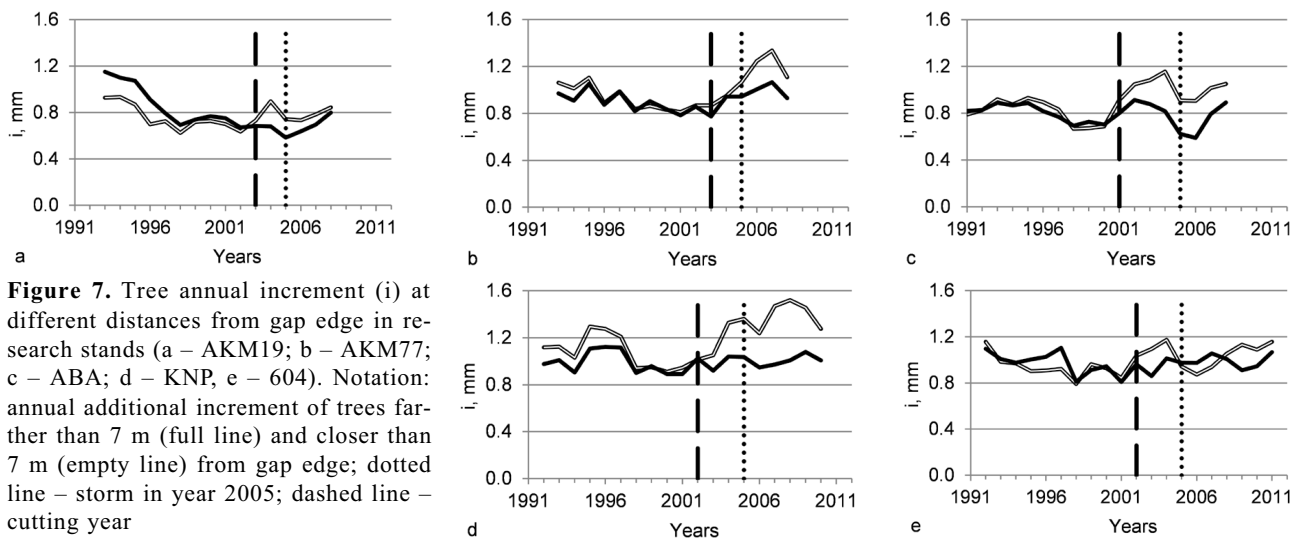 1.6
1.2
0.8
0.4
0.0
i, mm
1991 1996 2001 2006 2011
a Years
1.6
1.2
0.8
0.4
0.0
i, mm
1991 1996 2001 2006 2011
b Years
1.6
1.2
0.8
0.4
0.0
i, mm
1991 1996 2001 2006 2011
c Years
Figure 7. Tree annual increment (i) at
different distances from gap edge in re-
search stands (a – AKM19; b – AKM77;
c – ABA; d – KNP, e – 604). Notation:
annual additional increment of trees far-
ther than 7 m (full line) and closer than
7 m (empty line) from gap edge; dotted
line – storm in year 2005; dashed line –
cutting year
1.6
1.2
0.8
0.4
0.0
i, mm
1991 1996 2001 2006 2011
d Years
1.6
1.2
0.8
0.4
0.0
i, mm
1991 1996 2001 2006 2011
e Years